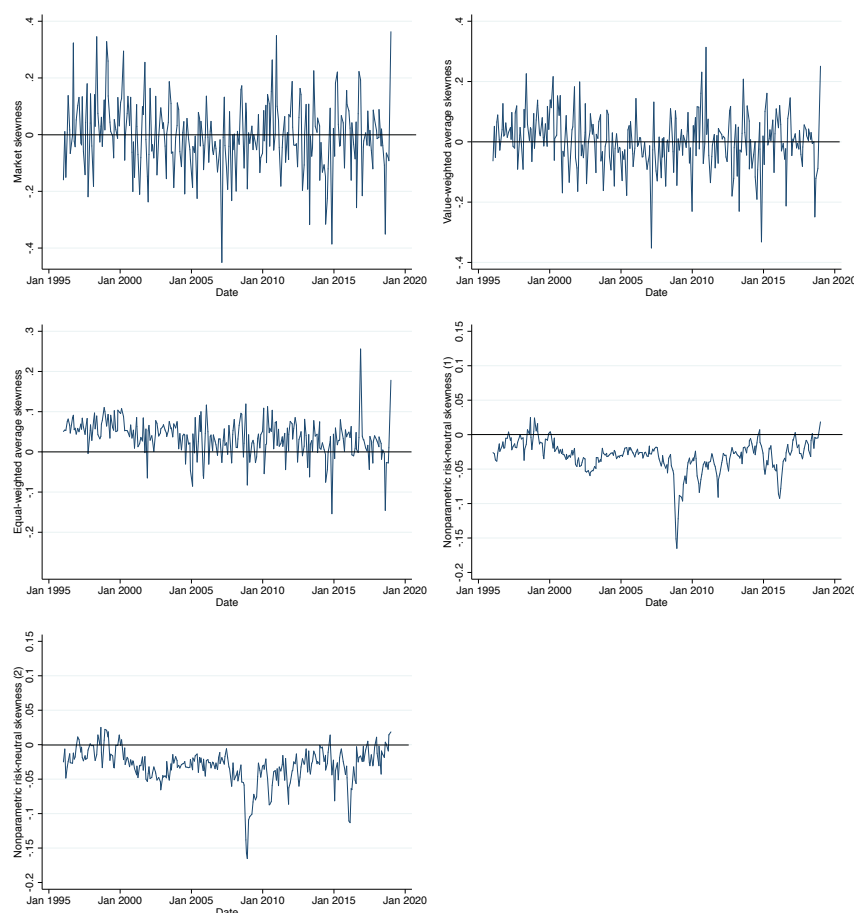 Market skewness
.4
.2
0
-.2
-.4
Jan 1995 Jan 2000 Jan 2005 Jan 2010 Jan 2015 Jan 2020
Date
Value-weighted average skewness
.4
.2
0
-.2
-.4
Jan 1995 Jan 2000 Jan 2005 Jan 2010 Jan 2015 Jan 2020
Date
Equal-weighted average skewness
.3
.2
.1
0
-.1
-.2
Jan 1995 Jan 2000 Jan 2005 Jan 2010 Jan 2015 Jan 2020
Date
Nonparametric risk-neutral skewness (1)
0.15
0.1
.05
0
-.05
-0.1
-.15
-0.2
Jan 1995 Jan 2000 Jan 2005 Jan 2010 Jan 2015 Jan 2020
Date
Nonparametric risk-neutral skewness (2)
0.15
0.1
.05
0
-.05
-0.1
-.15
-0.2
Jan 1995 Jan 2000 Jan 2005 Jan 2010 Jan 2015 Jan 2020
Date